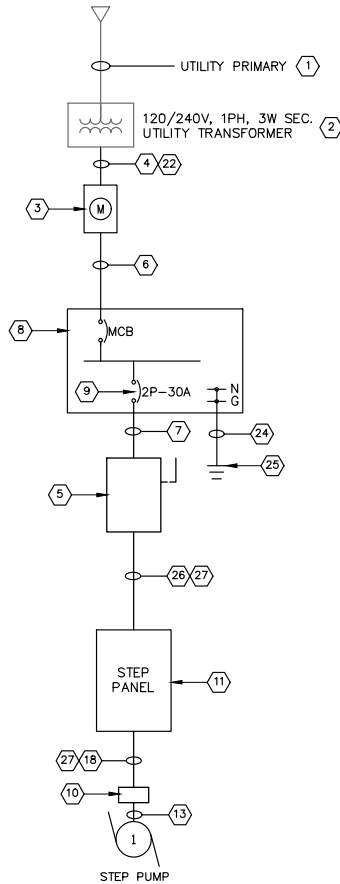 UTILITY PRIMARY 1
120/240V, 1PH, 3W SEC.
UTILITY TRANSFORMER 2
4 22
3 M
6
8 MCB
9 2P-30A N
G
7 24
25
5
26 27
STEP
PANEL
11
27 18
10
13
1
STEP PUMP